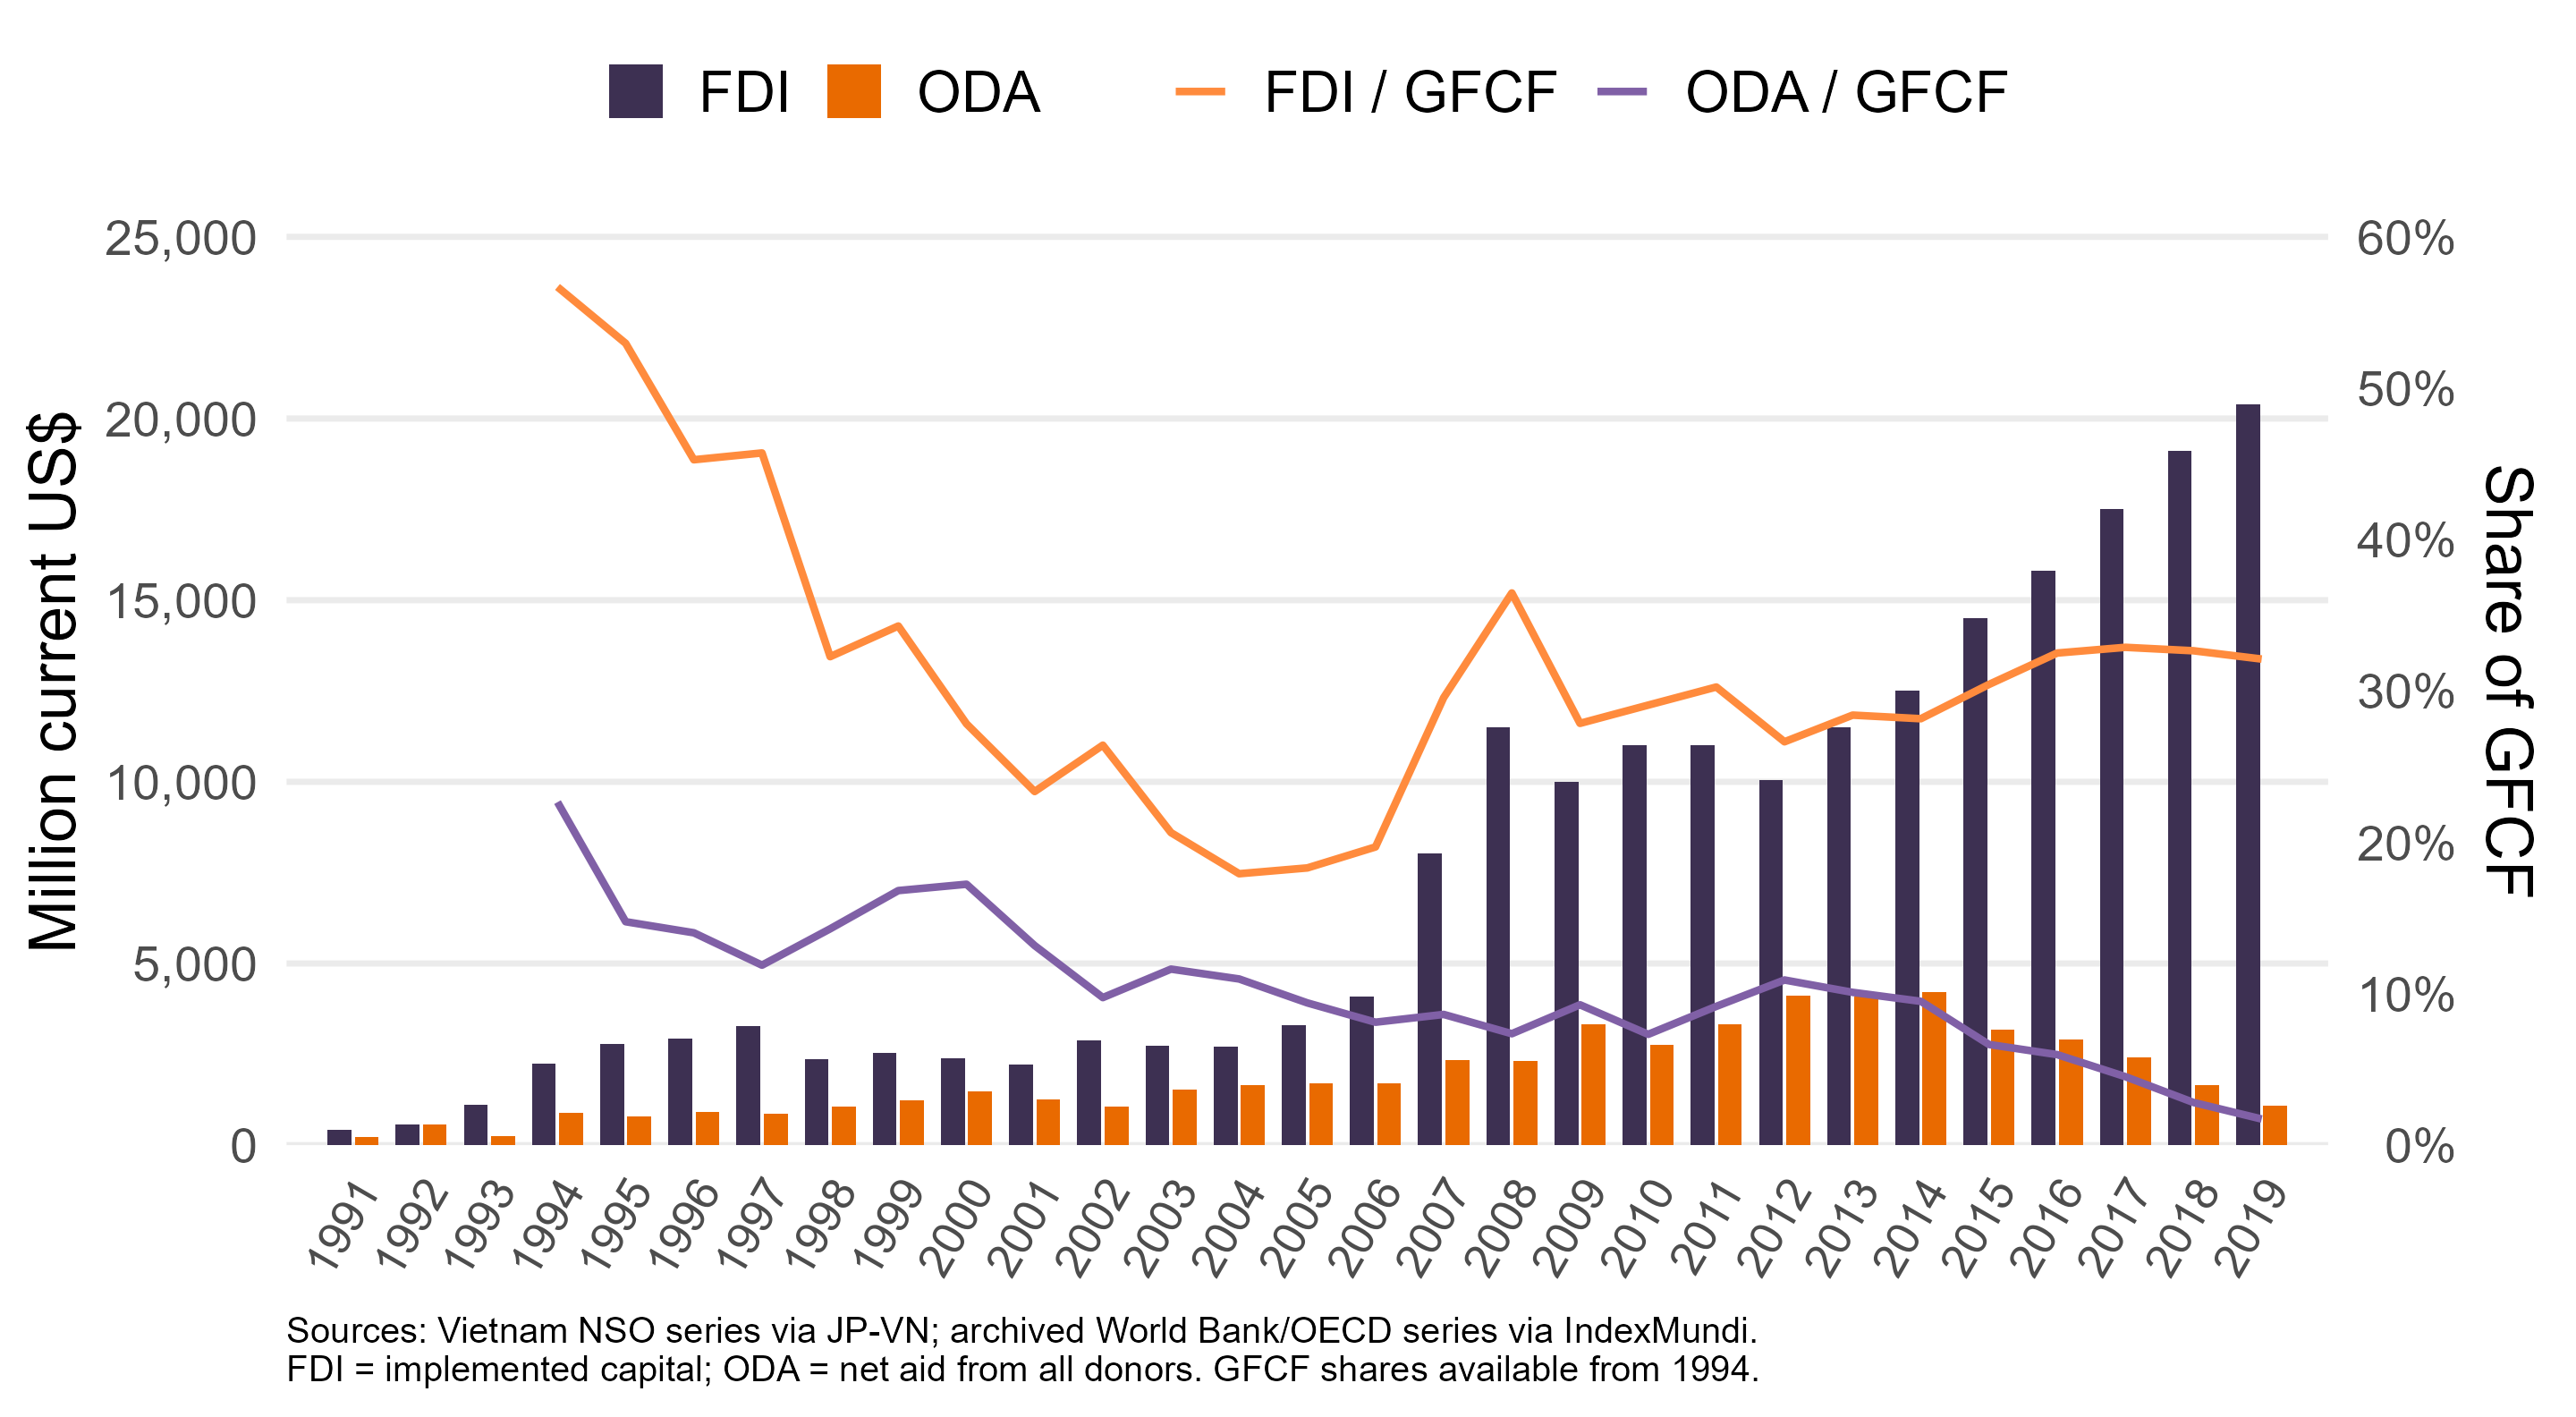 FDI ODA FDI / GFCF ODA / GFCF
Million current US$
25,000
20,000
15,000
10,000
5,000
0
60%
50%
40%
30%
20%
10%
0%
Share of GFCF
1991 1992 1993 1994 1995 1996 1997 1998 1999 2000 2001 2002 2003 2004 2005 2006 2007 2008 2009 2010 2011 2012 2013 2014 2015 2016 2017 2018 2019
Sources: Vietnam NSO series via JP-VN; archived World Bank/OECD series via IndexMundi.
FDI = implemented capital; ODA = net aid from all donors. GFCF shares available from 1994.